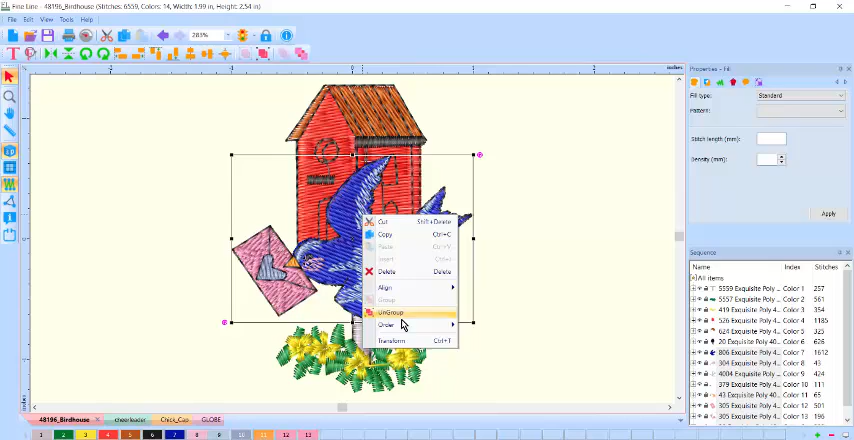 Fine Line - 48196_Birdhouse (Stitches: 6559, Colors: 14, Width: 1.99 in, Height: 2.54 in)
File Edit View Tools Help
283%
Properties - Fill
Fill type: Standard
Pattern:
Stitch length (mm):
Density (mm):
Apply
inches
Cut Shift+Delete
Copy Ctrl+C
Paste Ctrl+V
Insert
Delete Delete
Align
Group
UnGroup
Order
Transform Ctrl+T
Sequence
Name Index Stitches
All items
5559 Exquisite Poly ... Color 1 257
5557 Exquisite Poly 4... Color 2 561
419 Exquisite Poly 4... Color 3 354
526 Exquisite Poly 4... Color 4 1185
624 Exquisite Poly 4... Color 5 325
20 Exquisite Poly 40... Color 6 626
806 Exquisite Poly 4... Color 7 1612
304 Exquisite Poly 4... Color 8 43
4004 Exquisite Poly ... Color 9 424
379 Exquisite Poly 4... Color 10 111
43 Exquisite Poly 40... Color 11 65
305 Exquisite Poly 4... Color 12 501
305 Exquisite Poly 4... Color 13 196
48196_Birdhouse cheerleader Chick_Cap GLOBE
1 2 3 4 5 6 7 8 9 10 11 12 13